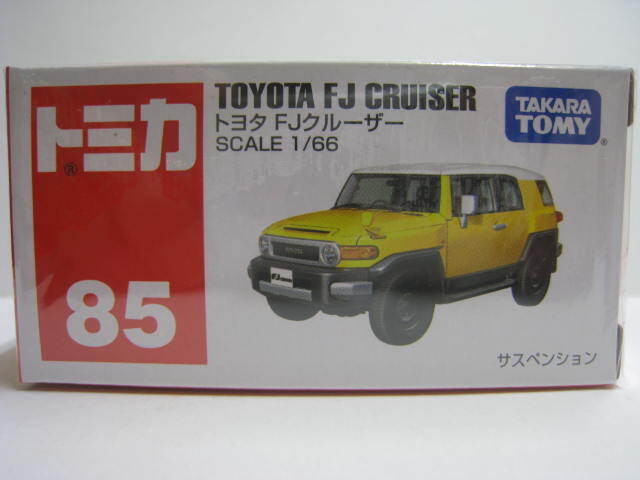 トミカ
®
85
TOYOTA FJ CRUISER
トヨタ FJクルーザー
SCALE 1/66
TAKARA
TOMY
®
TOYOTA
サスペンション